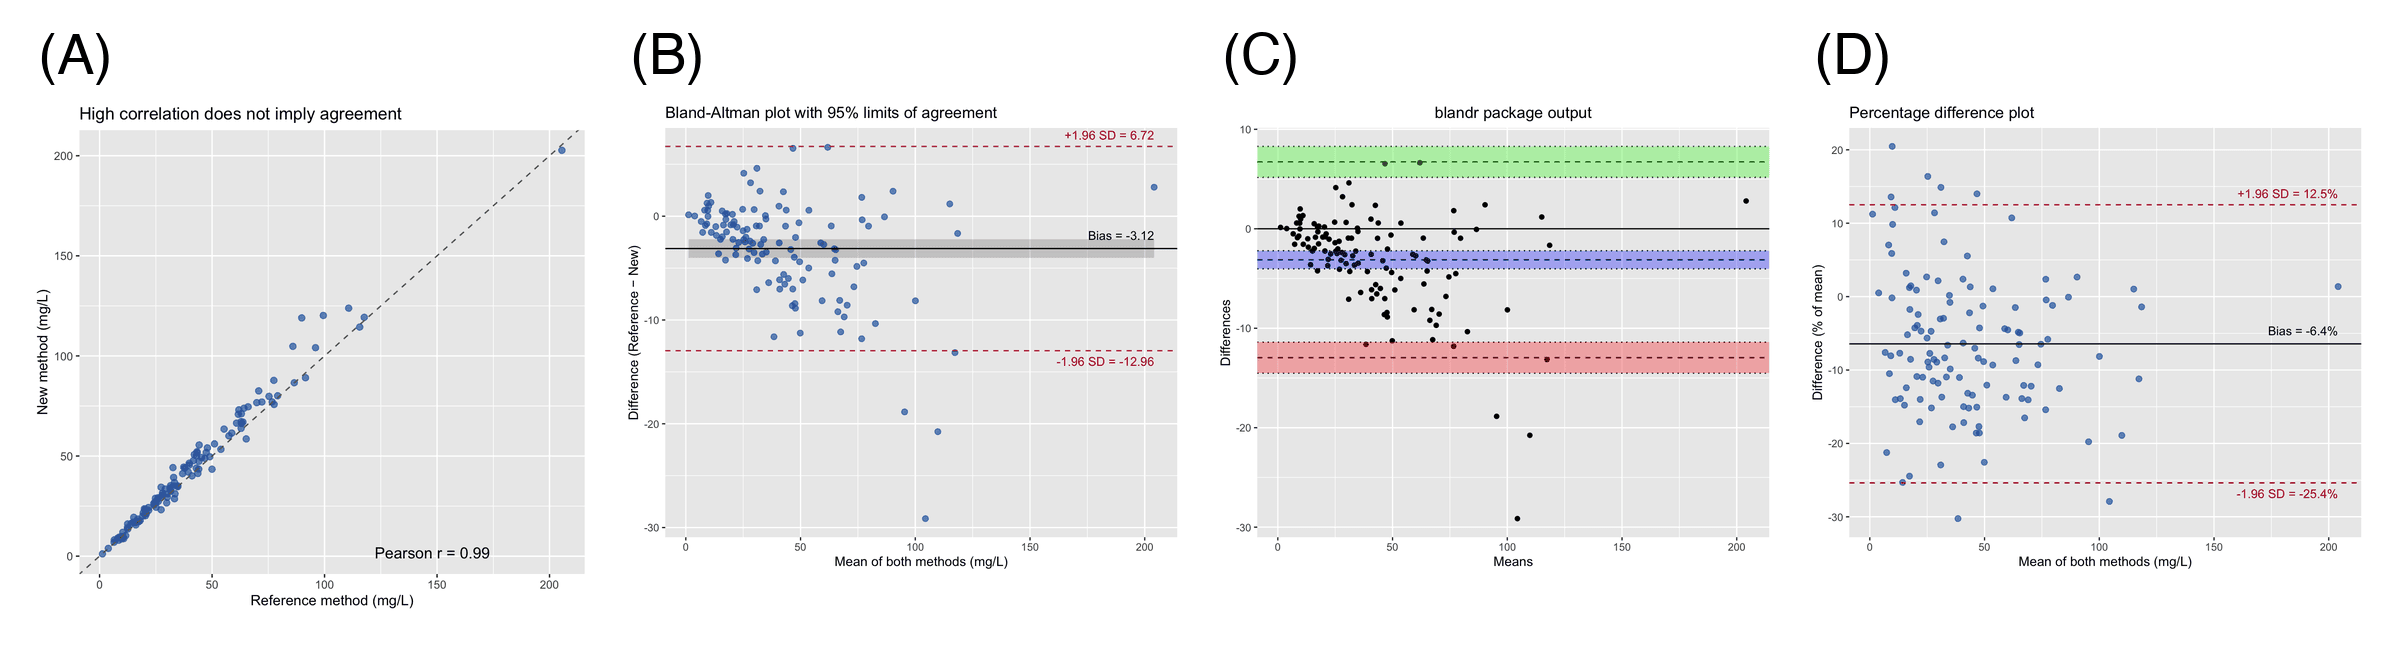 (A)
High correlation does not imply agreement
New method (mg/L)
200
150
100
50
0
Pearson r = 0.99
0 50 100 150 200
Reference method (mg/L)
(B)
Bland-Altman plot with 95% limits of agreement
Difference (Reference − New)
+1.96 SD = 6.72
0
Bias = -3.12
-10
-1.96 SD = -12.96
-20
-30
0 50 100 150 200
Mean of both methods (mg/L)
(C)
blandr package output
Differences
10
0
-10
-20
-30
0 50 100 150 200
Means
(D)
Percentage difference plot
Difference (% of mean)
20
+1.96 SD = 12.5%
10
0
Bias = -6.4%
-10
-20
-1.96 SD = -25.4%
-30
0 50 100 150 200
Mean of both methods (mg/L)